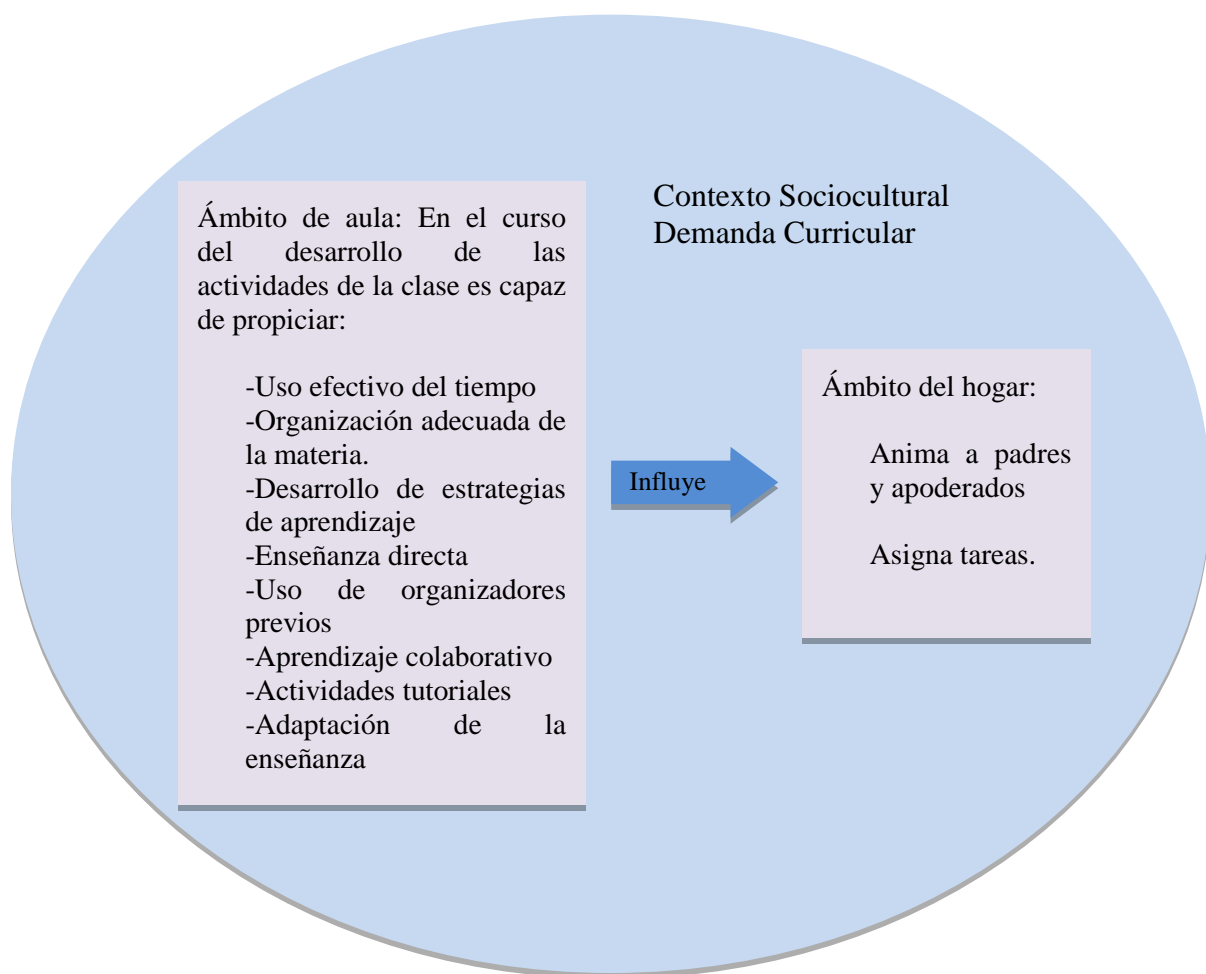 Ámbito de aula: En el curso
del desarrollo de las
actividades de la clase es capaz
de propiciar:
-Uso efectivo del tiempo
-Organización adecuada de
la materia.
-Desarrollo de estrategias
de aprendizaje
-Enseñanza directa
-Uso de organizadores
previos
-Aprendizaje colaborativo
-Actividades tutoriales
-Adaptación de la
enseñanza
Contexto Sociocultural
Demanda Curricular
Influye
Ámbito del hogar:
Anima a padres
y apoderados
Asigna tareas.